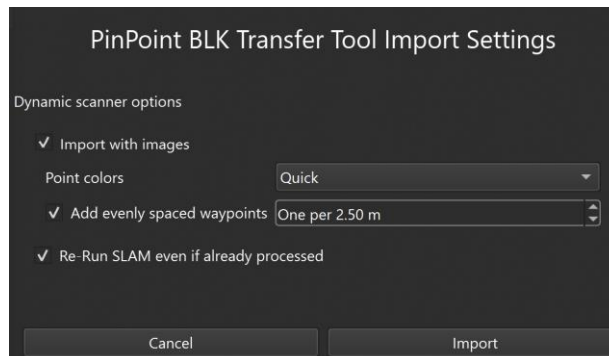 PinPoint BLK Transfer Tool Import Settings
Dynamic scanner options
Import with images
Point colors Quick
Add evenly spaced waypoints One per 2.50 m
Re-Run SLAM even if already processed
Cancel Import